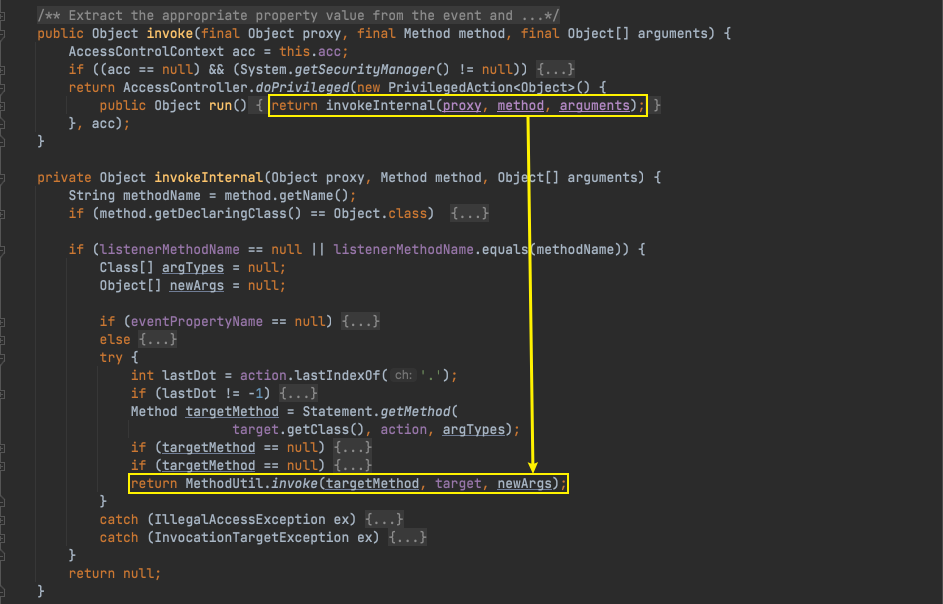 /** Extract the appropriate property value from the event and ...*/
public Object invoke(final Object proxy, final Method method, final Object[] arguments) {
AccessControlContext acc = this.acc;
if ((acc == null) && (System.getSecurityManager() != null)) {...}
return AccessController.doPrivileged(new PrivilegedAction<Object>() {
public Object run() { return invokeInternal(proxy, method, arguments); }
}, acc);
}
private Object invokeInternal(Object proxy, Method method, Object[] arguments) {
String methodName = method.getName();
if (method.getDeclaringClass() == Object.class) {...}
if (listenerMethodName == null || listenerMethodName.equals(methodName)) {
Class[] argTypes = null;
Object[] newArgs = null;
if (eventPropertyName == null) {...}
else {...}
try {
int lastDot = action.lastIndexOf( ch: '.');
if (lastDot != -1) {...}
Method targetMethod = Statement.getMethod(
target.getClass(), action, argTypes);
if (targetMethod == null) {...}
if (targetMethod == null) {...}
return MethodUtil.invoke(targetMethod, target, newArgs);
}
catch (IllegalAccessException ex) {...}
catch (InvocationTargetException ex) {...}
}
return null;
}